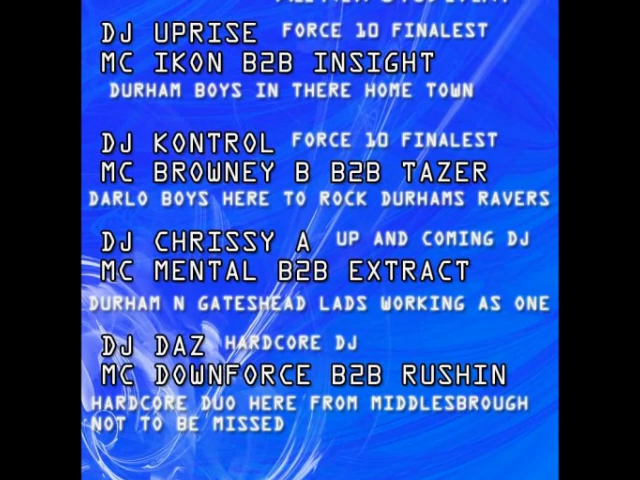 DJ UPRISE FORCE 10 FINALEST
MC IKON B2B INSIGHT
DURHAM BOYS IN THERE HOME TOWN
DJ KONTROL FORCE 10 FINALEST
MC BROWNEY B B2B TAZER
DARLO BOYS HERE TO ROCK DURHAMS RAVERS
DJ CHRISSY A UP AND COMING DJ
MC MENTAL B2B EXTRACT
DURHAM N GATESHEAD LADS WORKING AS ONE
DJ DAZ HARDCORE DJ
MC DOWNFORCE B2B RUSHIN
HARDCORE DUO HERE FROM MIDDLESBROUGH
NOT TO BE MISSED